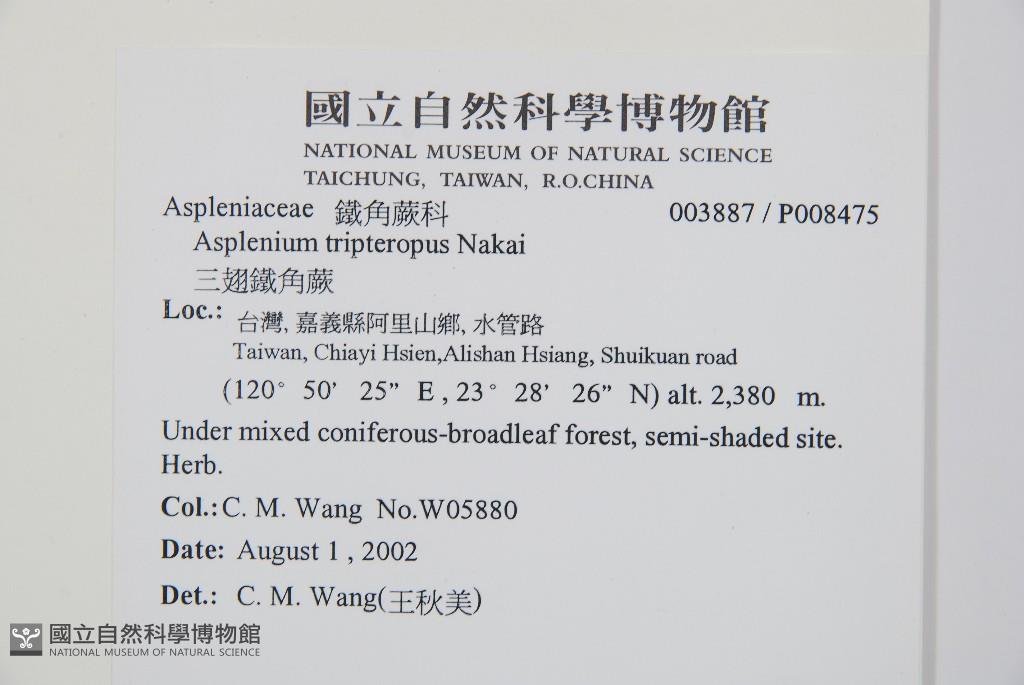 國立自然科學博物館
NATIONAL MUSEUM OF NATURAL SCIENCE
TAICHUNG, TAIWAN, R.O.CHINA
Aspleniaceae 鐵角蕨科 003887 / P008475
Asplenium tripteropus Nakai
三翅鐵角蕨
Loc.: 台灣, 嘉義縣阿里山鄉, 水管路
Taiwan, Chiayi Hsien,Alishan Hsiang, Shuikuan road
(120° 50’ 25” E , 23° 28’ 26” N) alt. 2,380 m.
Under mixed coniferous-broadleaf forest, semi-shaded site.
Herb.
Col.: C. M. Wang No.W05880
Date: August 1 , 2002
Det.: C. M. Wang(王秋美)
國立自然科學博物館
NATIONAL MUSEUM OF NATURAL SCIENCE